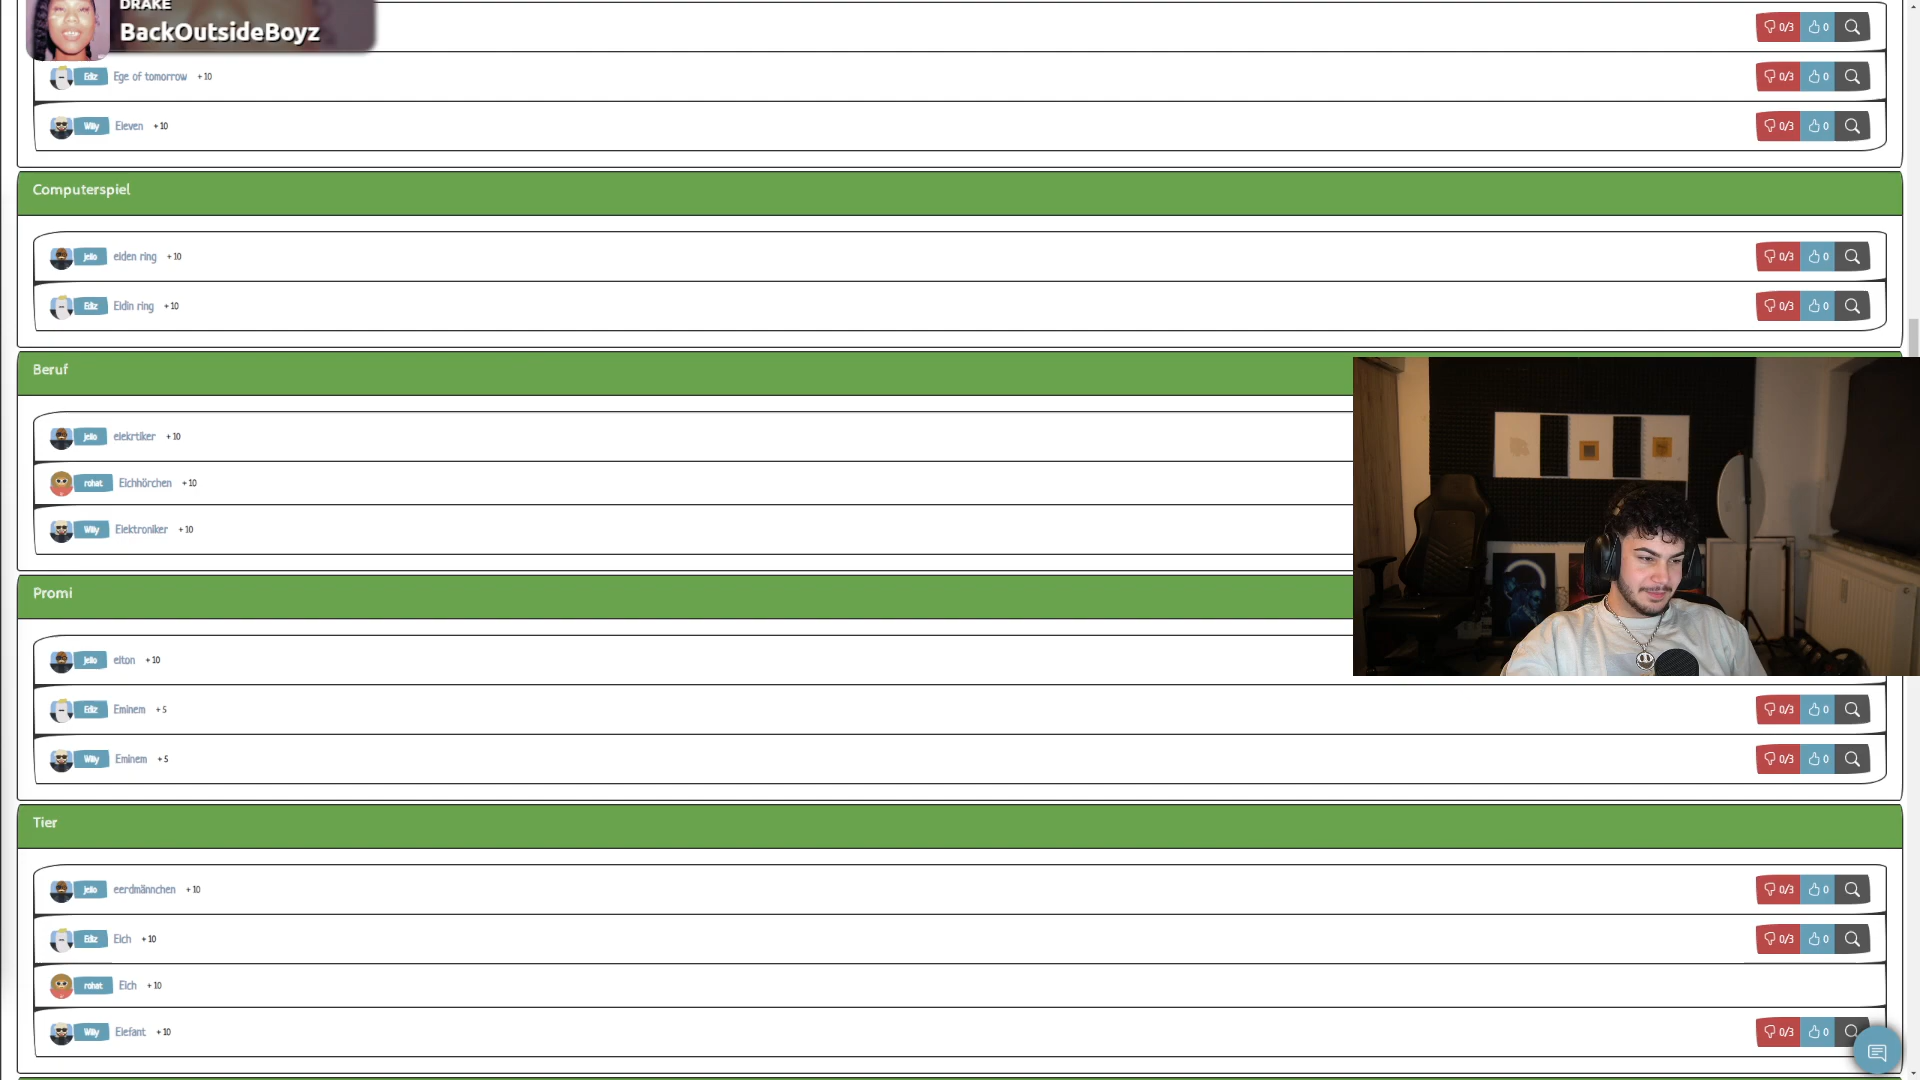 DRAKE
BackOutsideBoyz
0/3 0
Ediz Ege of tomorrow +10 0/3 0
Willy Eleven +10 0/3 0
Computerspiel
jello elden ring +10 0/3 0
Ediz Eldin ring +10 0/3 0
Beruf
jello elekrtiker +10
rohat Eichhörchen +10
Willy Elektroniker +10
Promi
jello elton +10
Ediz Eminem +5 0/3 0
Willy Eminem +5 0/3 0
Tier
jello eerdmännchen +10 0/3 0
Ediz Elch +10 0/3 0
rohat Elch +10
Willy Elefant +10 0/3 0